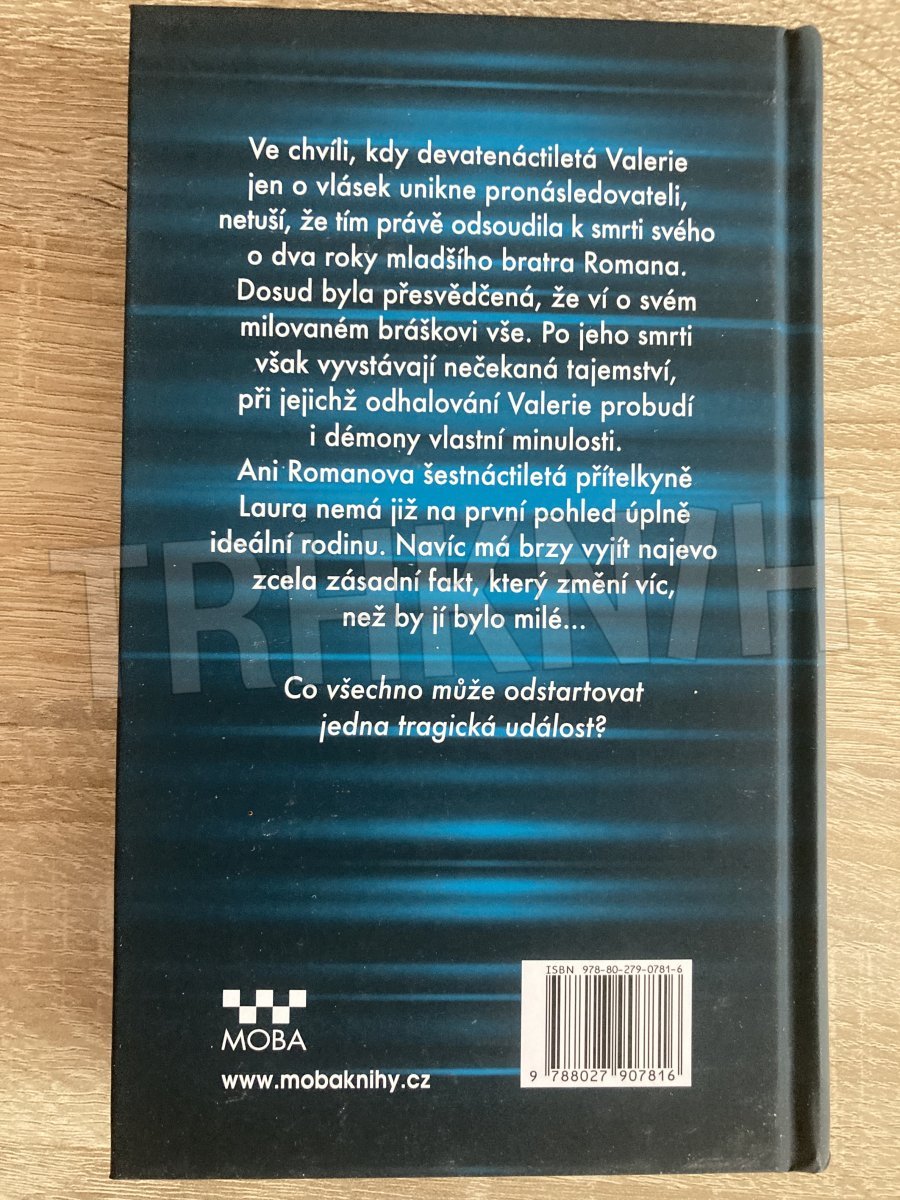 Ve chvíli, kdy devatenáctiletá Valerie
jen o vlásek unikne pronásledovateli,
netuší, že tím právě odsoudila k smrti svého
o dva roky mladšího bratra Romana.
Dosud byla přesvědčená, že ví o svém
milovaném bráškovi vše. Po jeho smrti
však vyvstávají nečekaná tajemství,
při jejichž odhalování Valerie probudí
i démony vlastní minulosti.
Ani Romanova šestnáctiletá přítelkyně
Laura nemá již na první pohled úplně
ideální rodinu. Navíc má brzy vyjít najevo
zcela zásadní fakt, který změní víc,
než by jí bylo milé...
TRHKNIH
Co všechno může odstartovat
jedna tragická událost?
ISBN 978-80-279-0781-6
9 788027 907816
MOBA
www.mobaknihy.cz